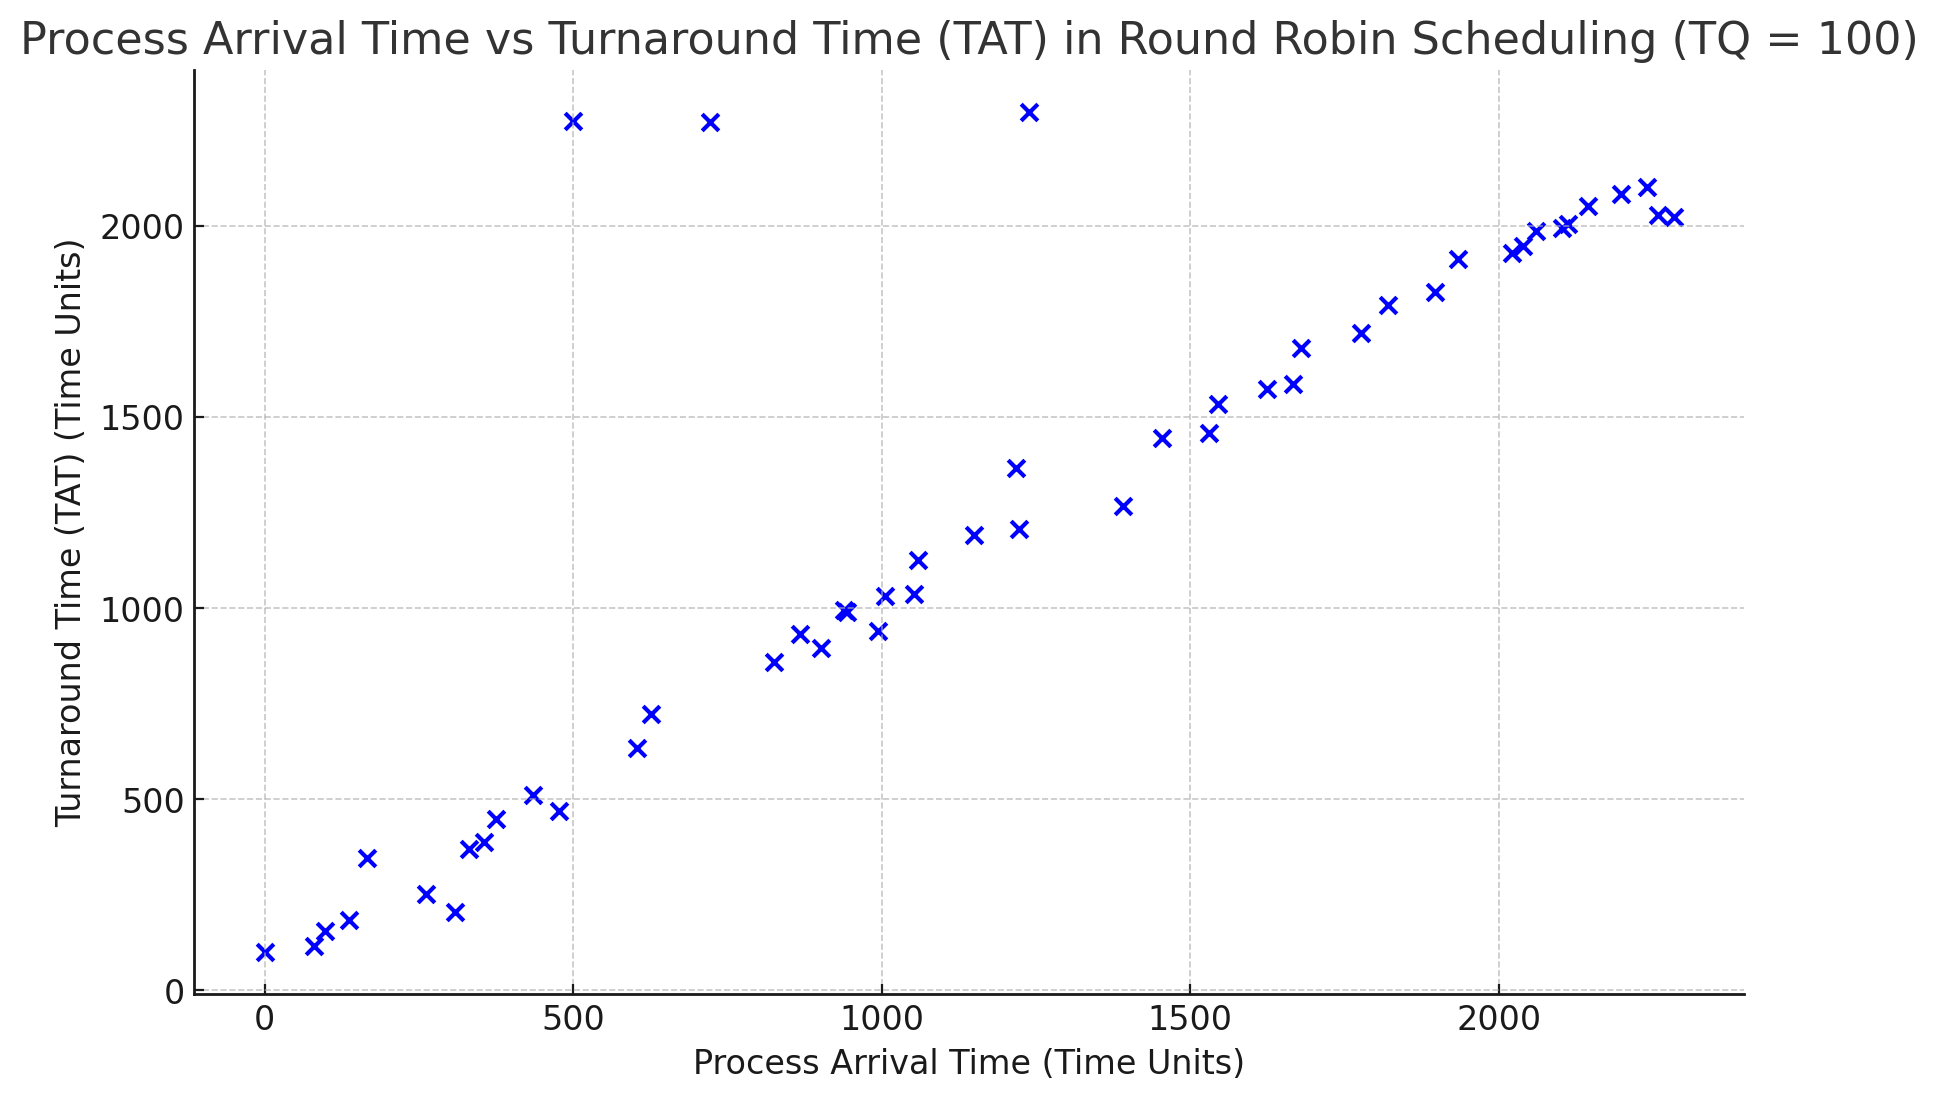 Process Arrival Time vs Turnaround Time (TAT) in Round Robin Scheduling (TQ = 100)
Turnaround Time (TAT) (Time Units)
2000
1500
1000
500
0
0 500 1000 1500 2000
Process Arrival Time (Time Units)